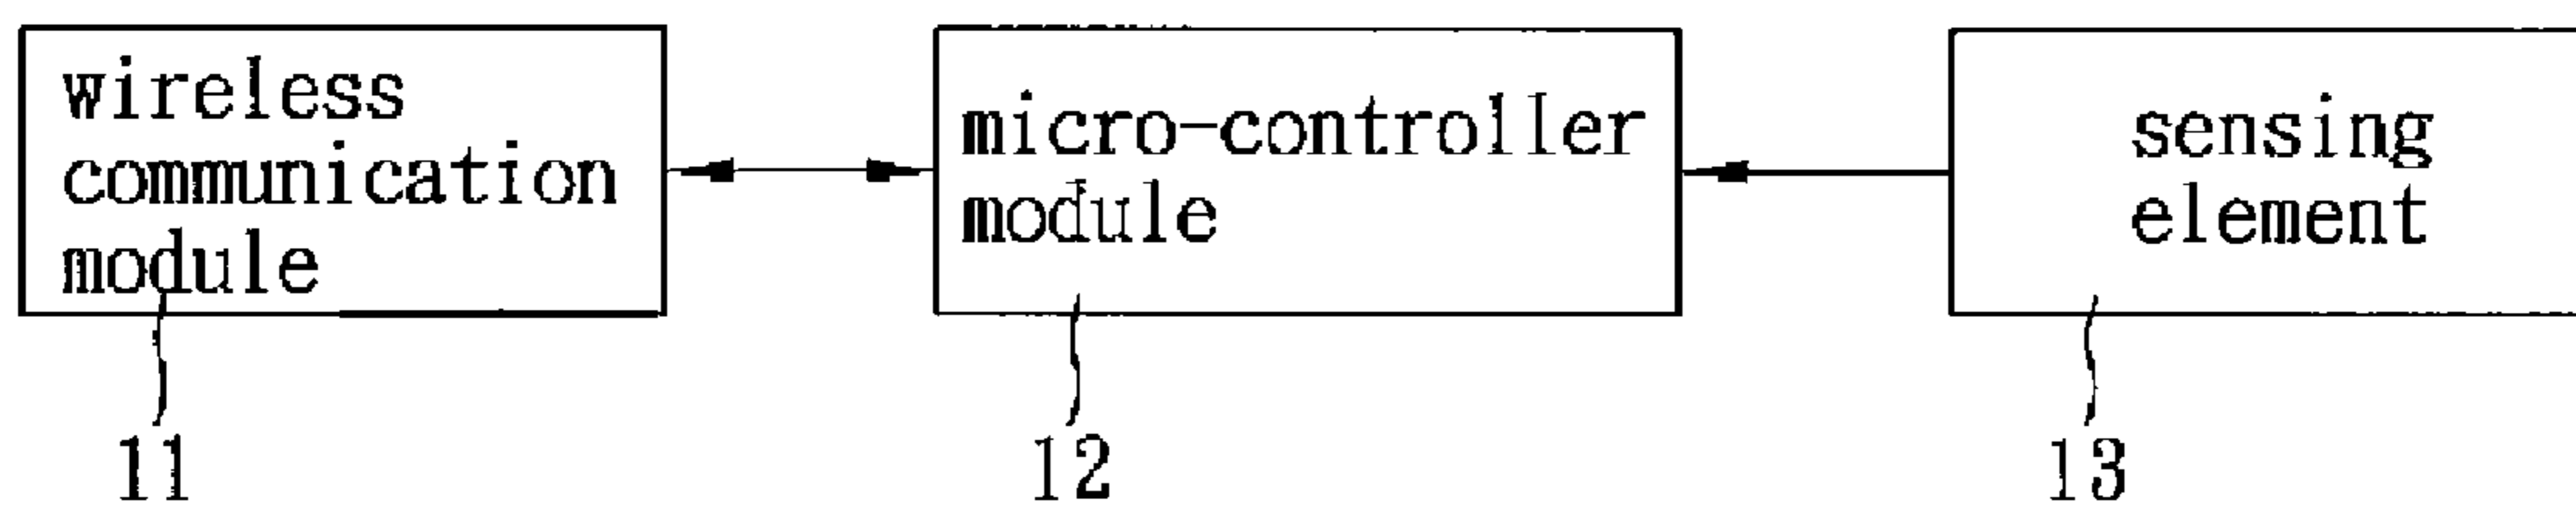 wireless
communication
module
micro-controller
module
sensing
element
11
12
13